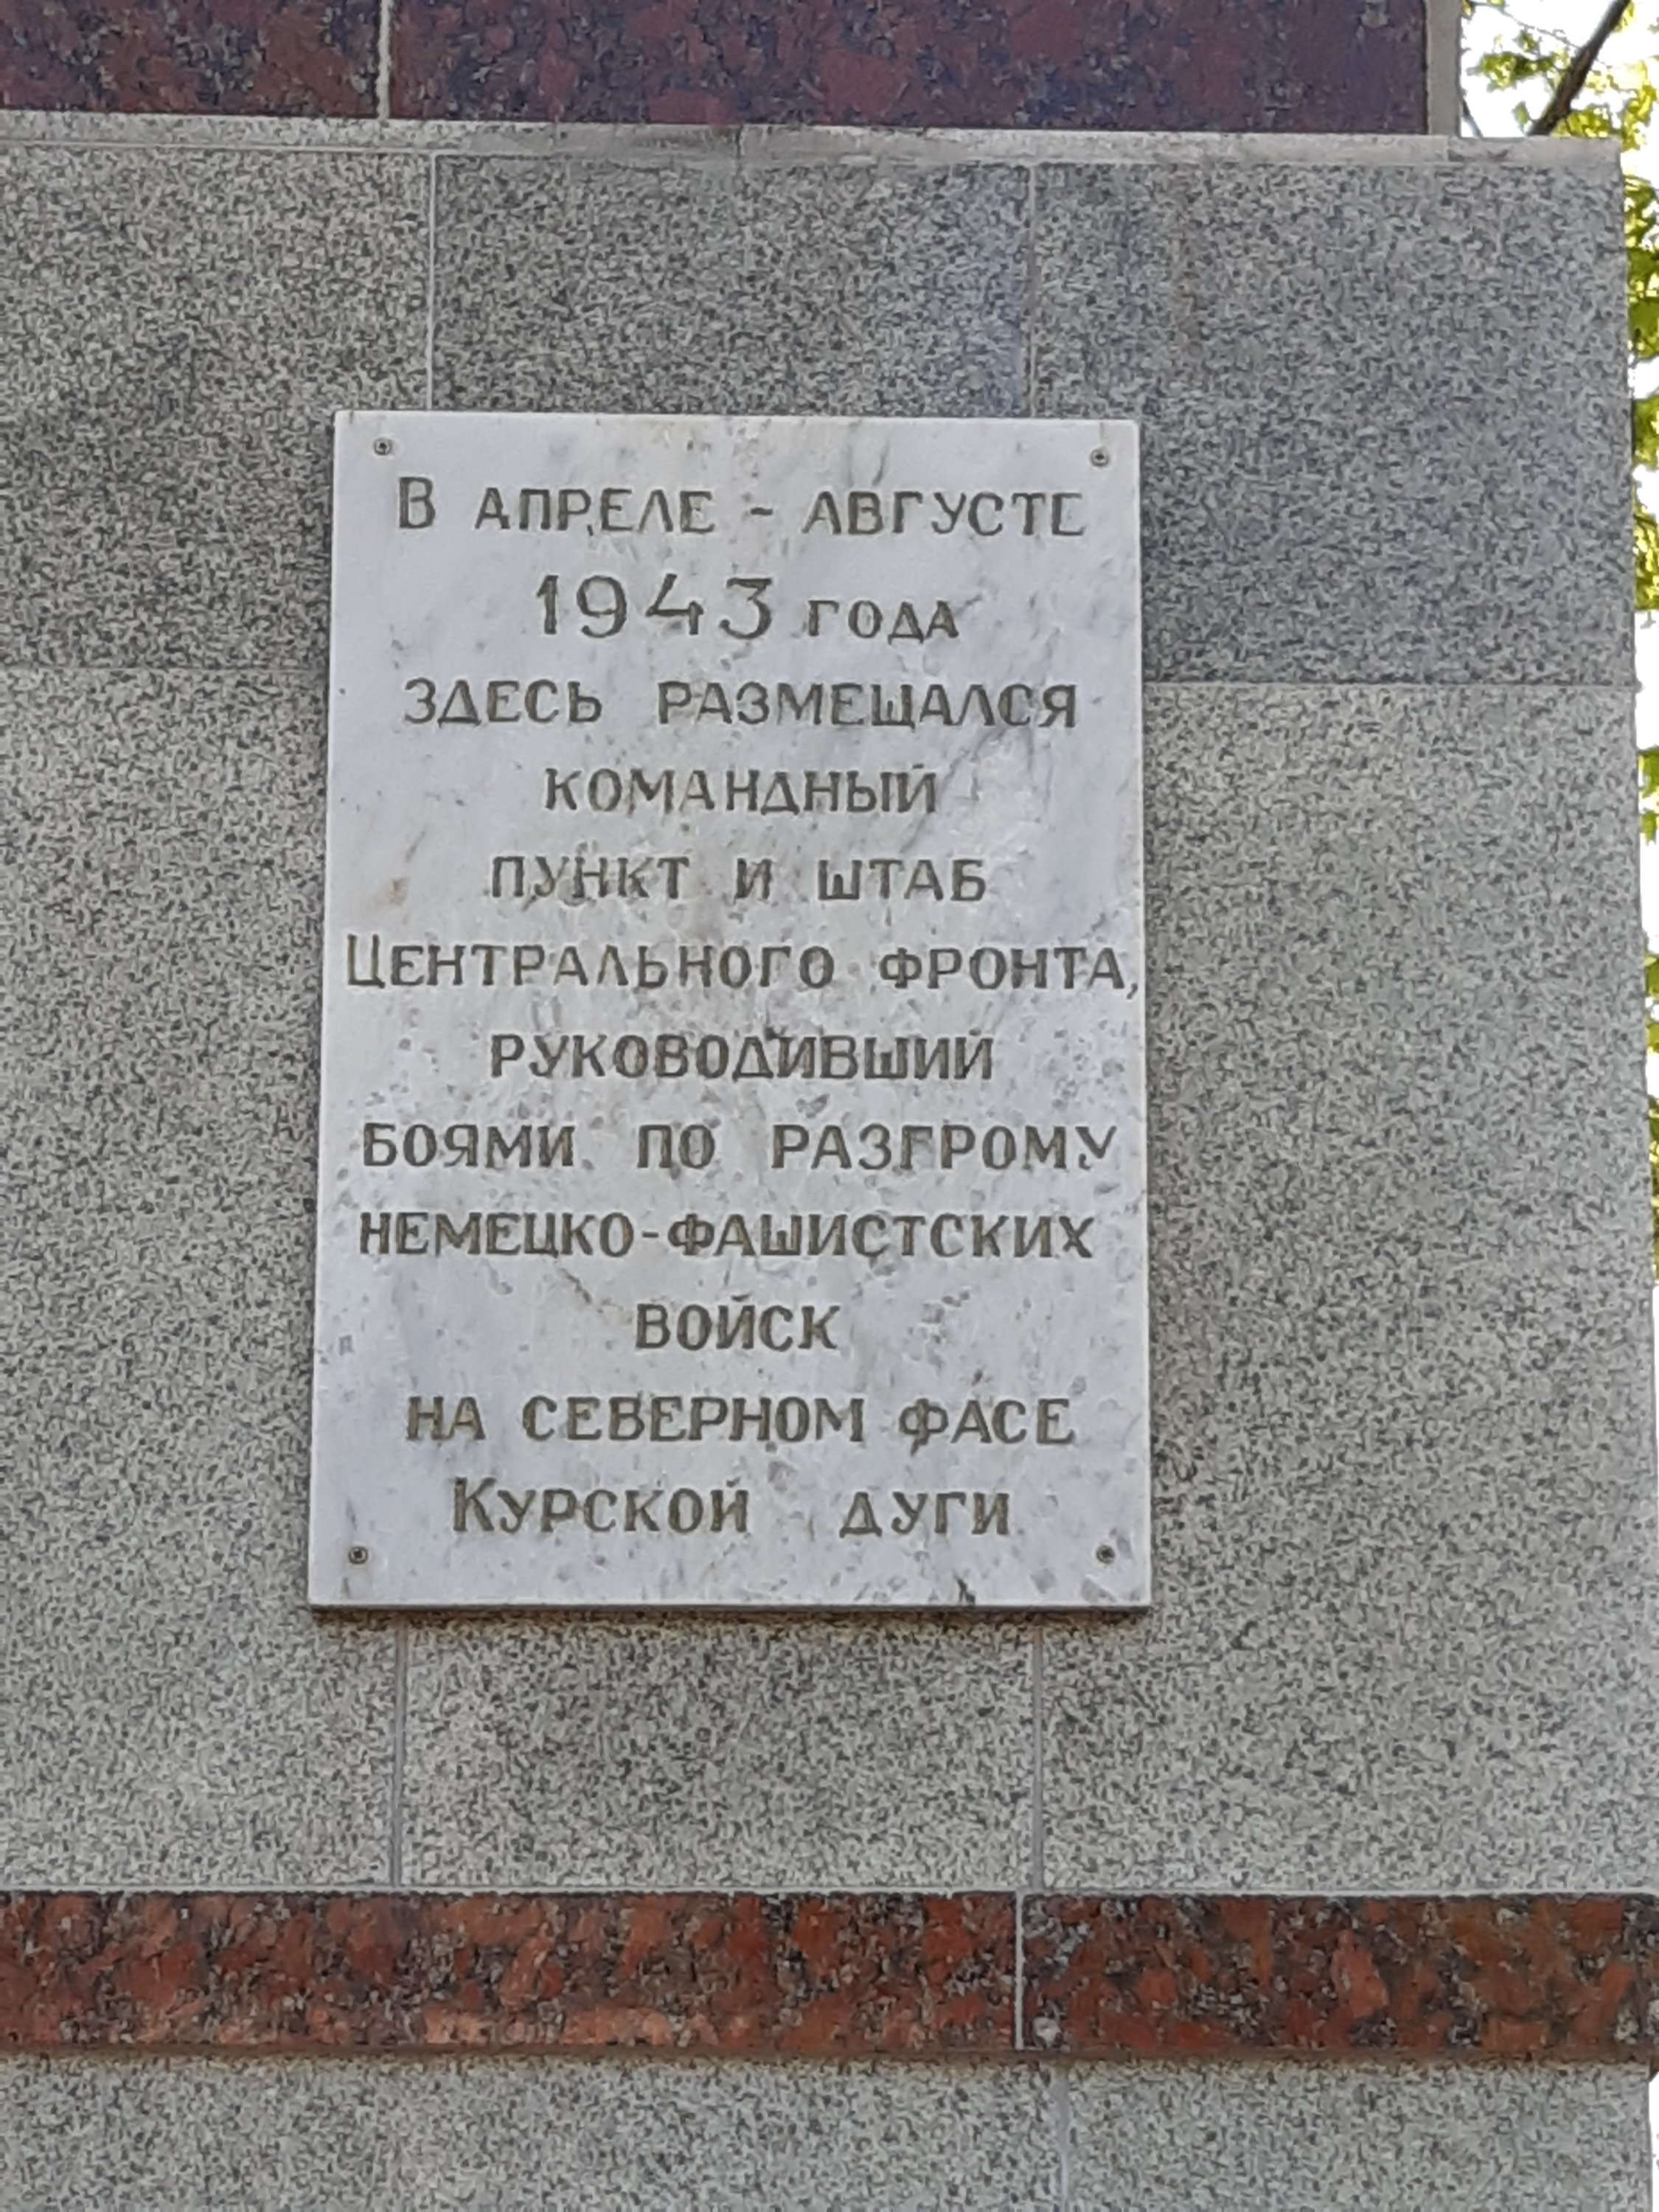 В АПРЕЛЕ - АВГУСТЕ
1943 ГОДА
ЗДЕСЬ РАЗМЕЩАЛСЯ
КОМАНДНЫЙ
ПУНКТ И ШТАБ
ЦЕНТРАЛЬНОГО ФРОНТА,
РУКОВОДИВШИЙ
БОЯМИ ПО РАЗГРОМУ
НЕМЕЦКО-ФАШИСТСКИХ
ВОЙСК
НА СЕВЕРНОМ ФАСЕ
КУРСКОЙ ДУГИ